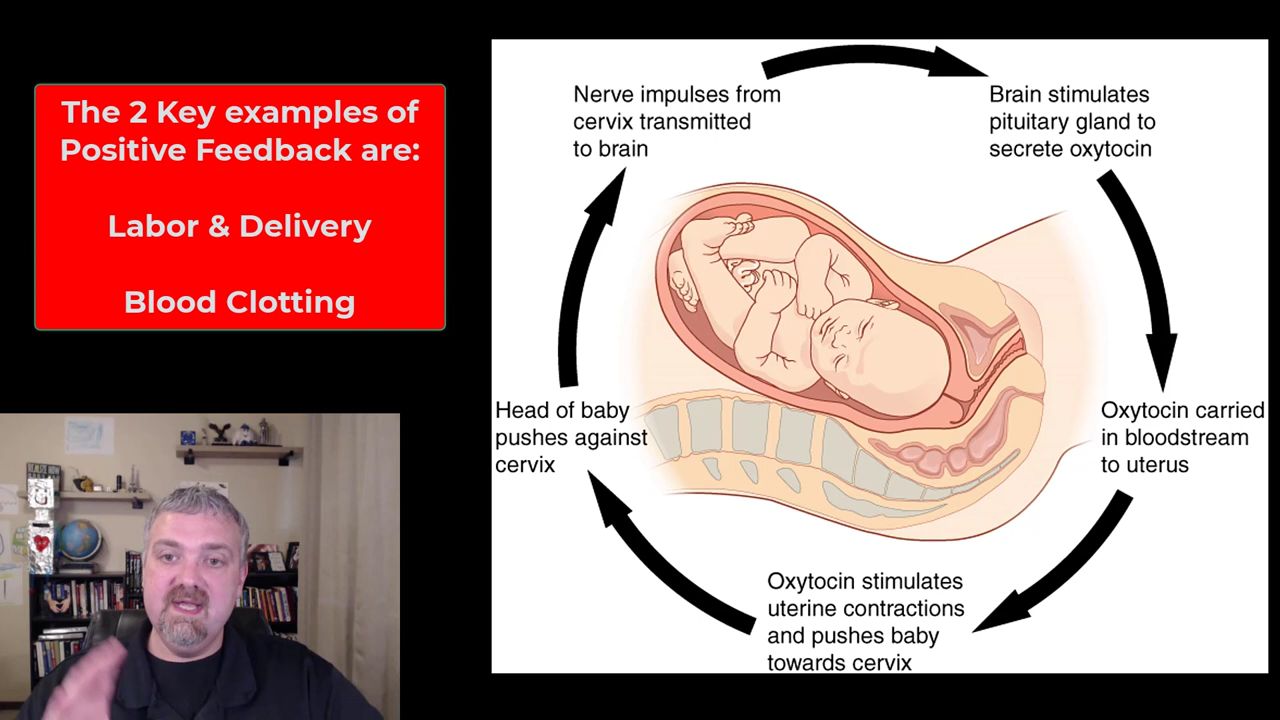 The 2 Key examples of
Positive Feedback are:
Labor & Delivery
Blood Clotting
Nerve impulses from
cervix transmitted
to brain
Brain stimulates
pituitary gland to
secrete oxytocin
Oxytocin carried
in bloodstream
to uterus
Oxytocin stimulates
uterine contractions
and pushes baby
towards cervix
Head of baby
pushes against
cervix